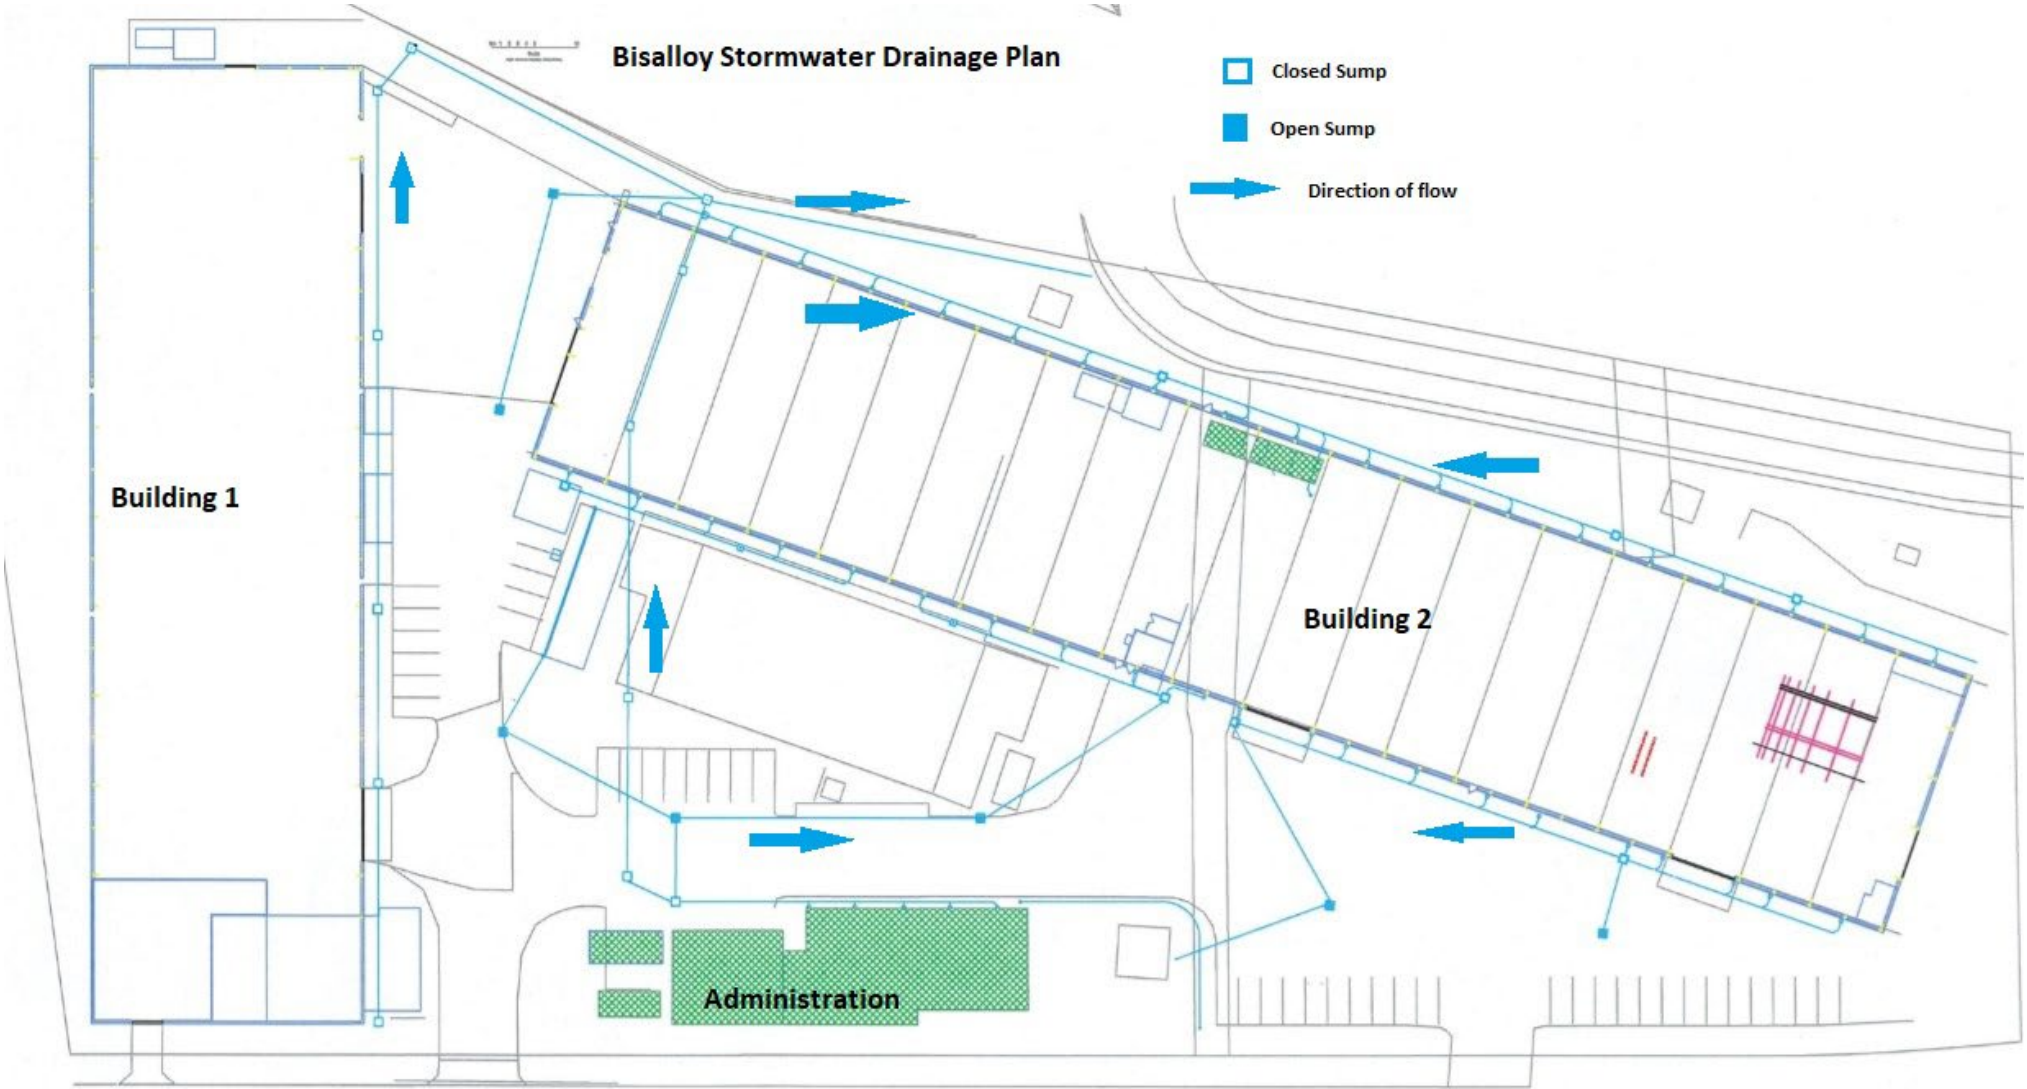 Bisalloy Stormwater Drainage Plan
Closed Sump
Open Sump
Direction of flow
Building 1
Building 2
Administration